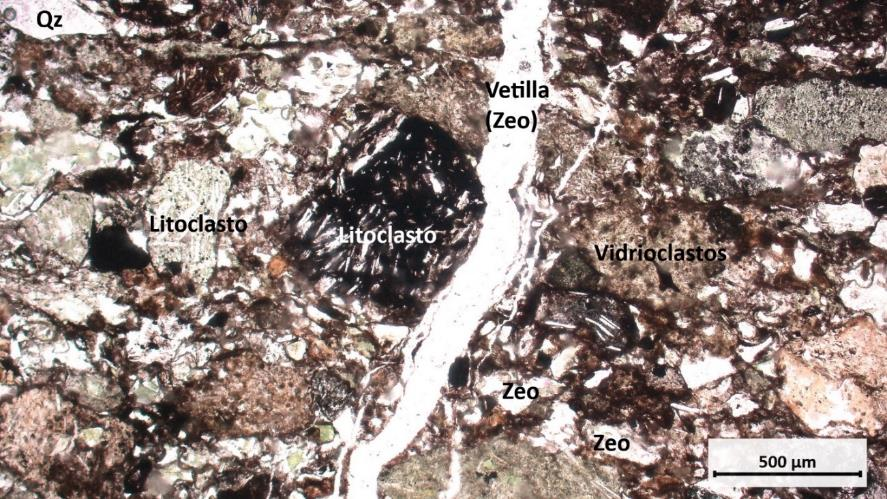 Qz
Vetilla
(Zeo)
Litoclasto
Litoclasto
Vidrioclastos
Zeo
Zeo
500 µm